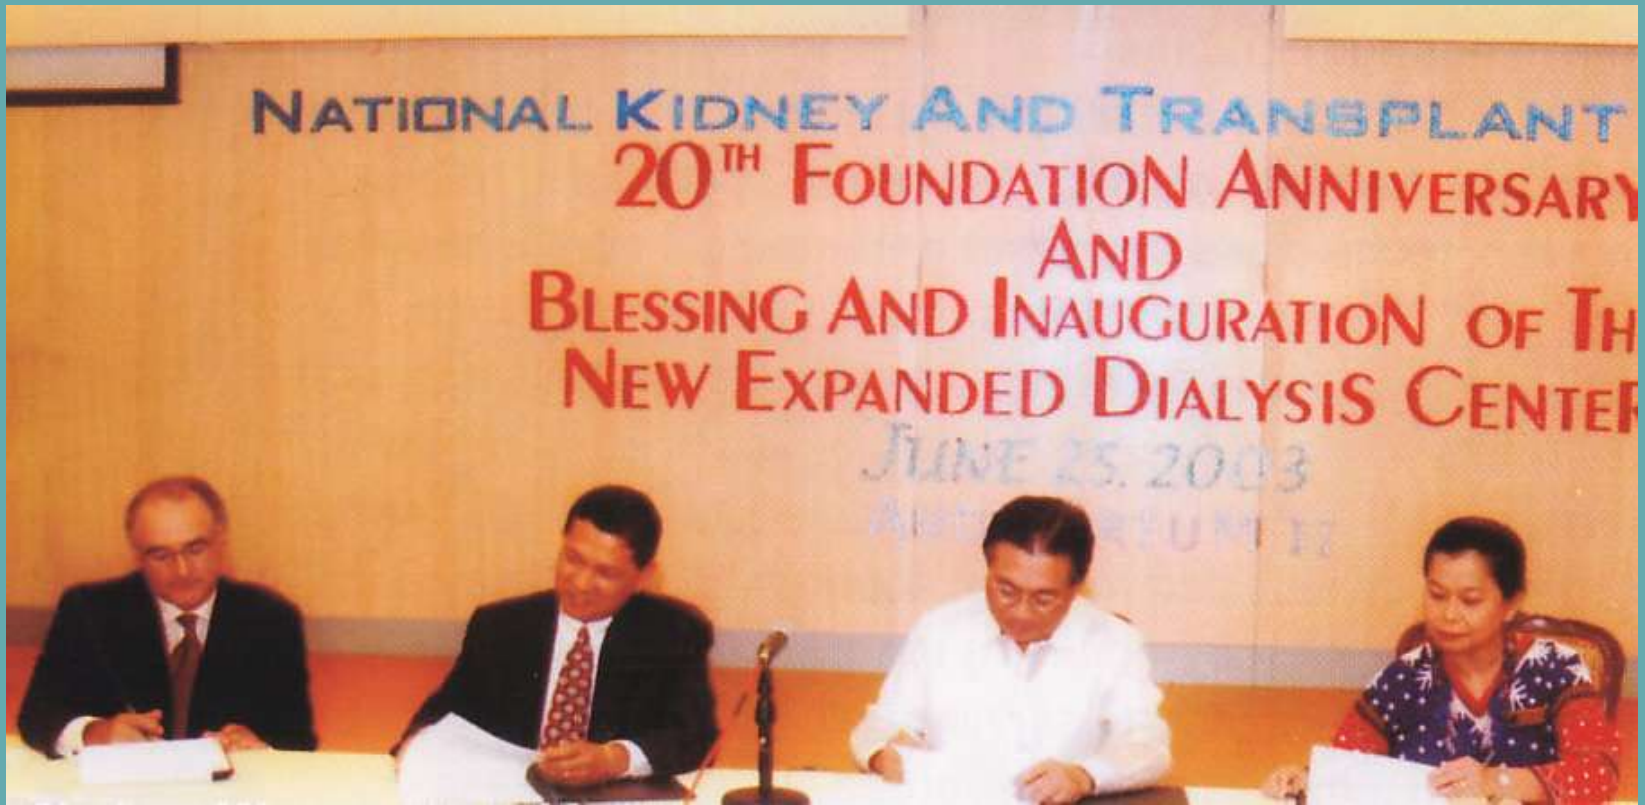 NATIONAL KIDNEY AND TRANSPLANT
20TH FOUNDATION ANNIVERSARY
AND
BLESSING AND INAUGURATION OF TH
NEW EXPANDED DIALYSIS CENTER
JUNE 25, 2003